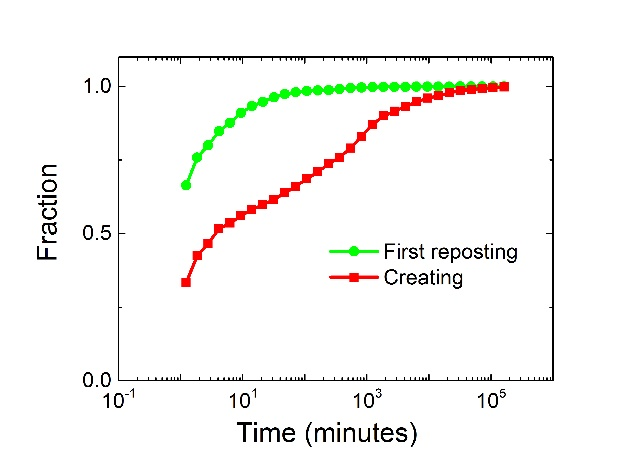 1.0
0.5
0.0
Fraction
First reposting
Creating
10^-1
10^1
10^3
10^5
Time (minutes)